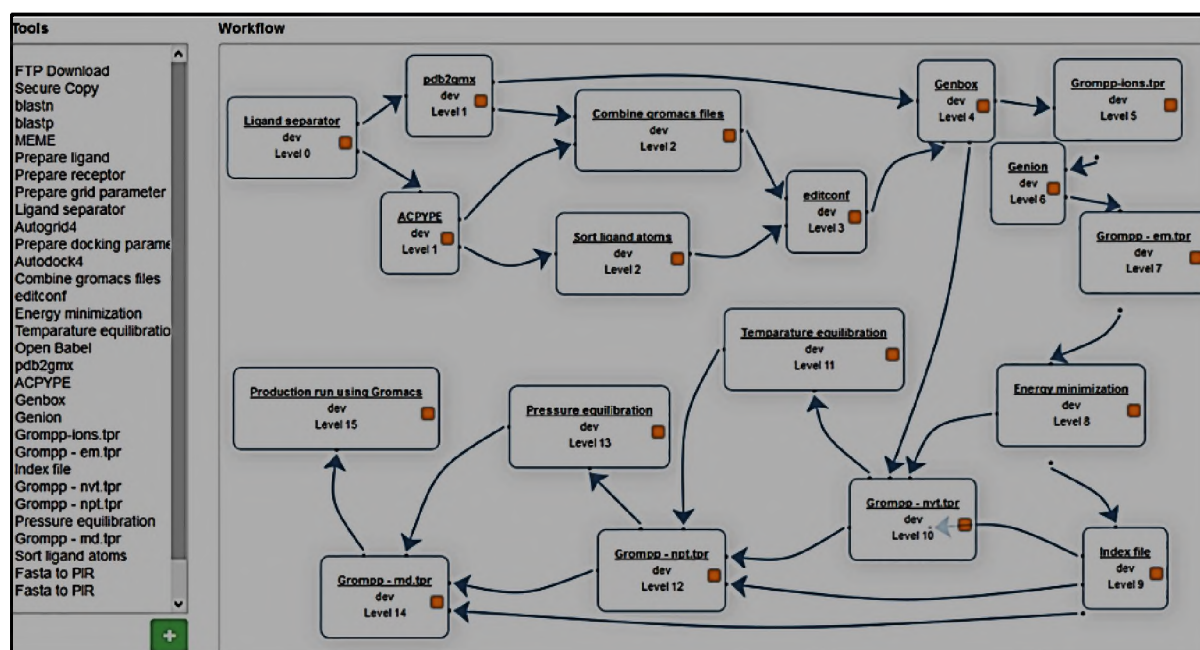 Tools
FTP Download
Secure Copy
blastn
blastp
MEME
Prepare ligand
Prepare receptor
Prepare grid parameter
Ligand separator
Autogrid4
Prepare docking parame
Autodock4
Combine gromacs files
editconf
Energy minimization
Temparature equilibratio
Open Babel
pdb2gmx
ACPYPE
Genbox
Genion
Grompp-ions.tpr
Grompp - em.tpr
Index file
Grompp - nvt.tpr
Grompp - npt.tpr
Pressure equilibration
Grompp - md.tpr
Sort ligand atoms
Fasta to PIR
Fasta to PIR
+
Workflow
Ligand separator
dev
Level 0
pdb2gmx
dev
Level 1
ACPYPE
dev
Level 1
Combine gromacs files
dev
Level 2
Sort ligand atoms
dev
Level 2
editconf
dev
Level 3
Genbox
dev
Level 4
Grompp-ions.tpr
dev
Level 5
Genion
dev
Level 6
Grompp - em.tpr
dev
Level 7
Energy minimization
dev
Level 8
Index file
dev
Level 9
Grompp - nvt.tpr
dev
Level 10
Temparature equilibration
dev
Level 11
Grompp - npt.tpr
dev
Level 12
Pressure equilibration
dev
Level 13
Grompp - md.tpr
dev
Level 14
Production run using Gromacs
dev
Level 15